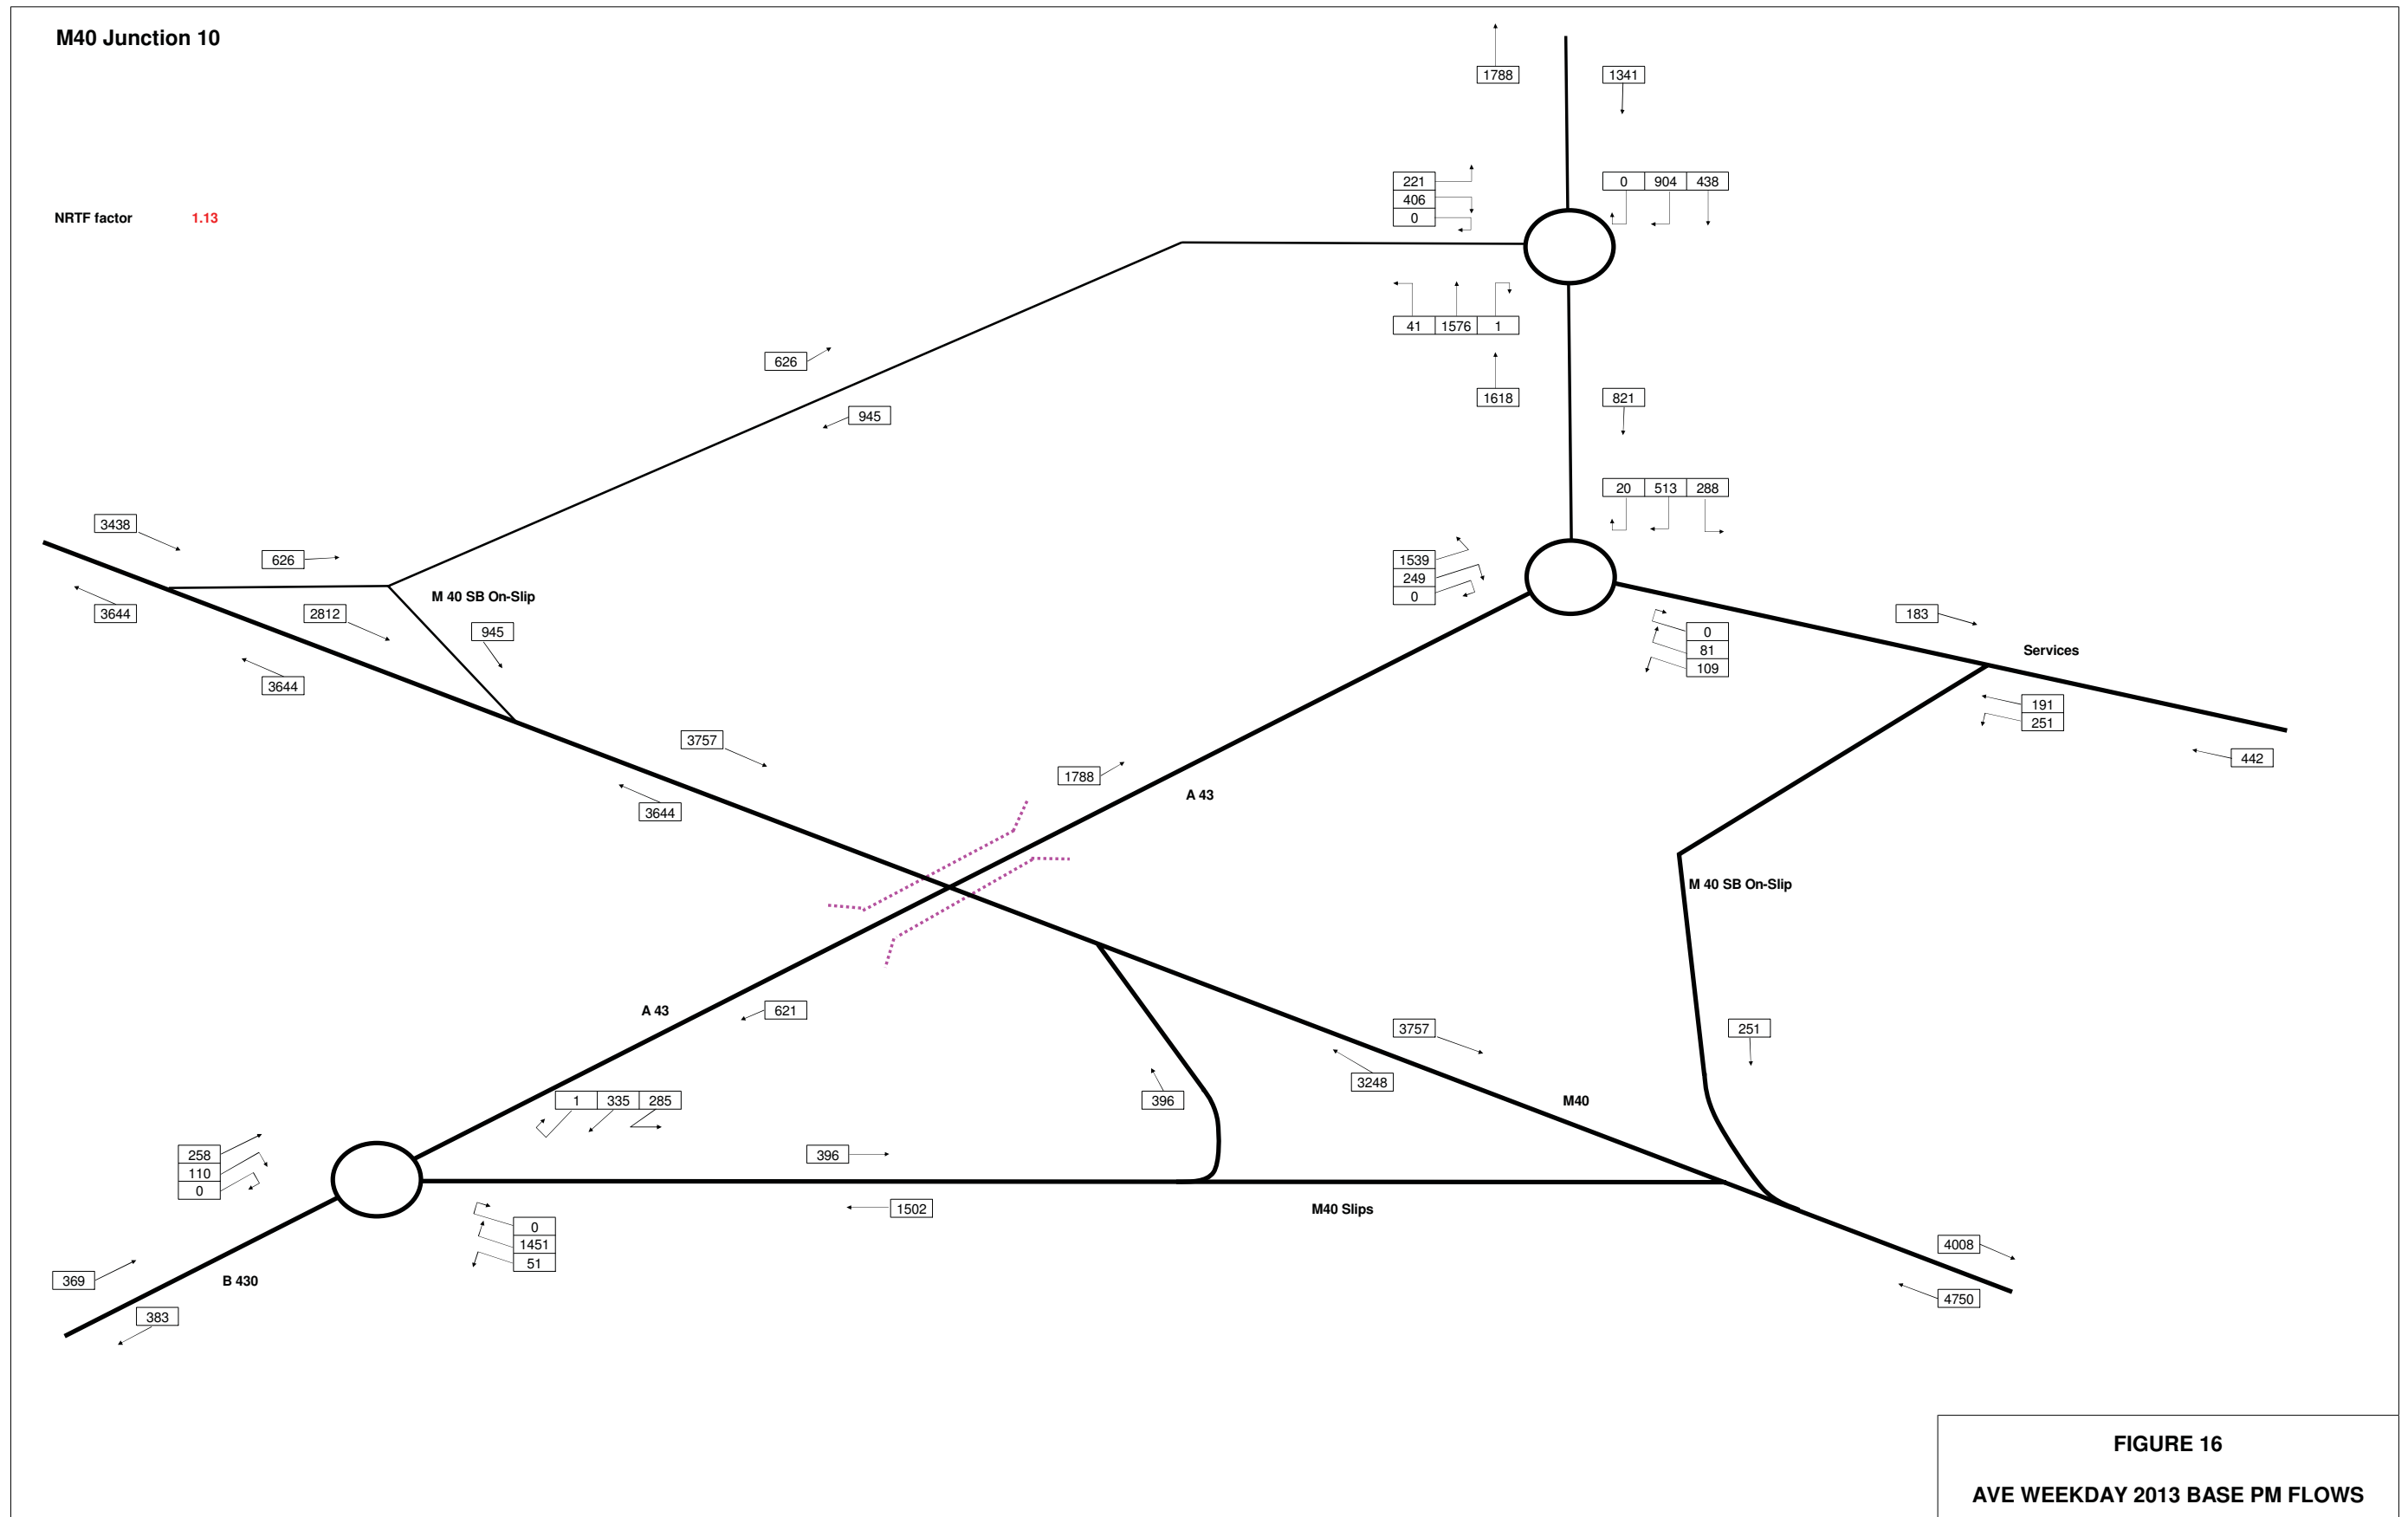 M40 Junction 10
1788
1341
221
406
0
0 904 438
NRTF factor 1.13
41 1576 1
626
1618
821
945
20 513 288
3438
626
1539
249
0
M 40 SB On-Slip
3644
2812
945
183
0
81
109
Services
3644
191
251
3757
442
1788
A 43
3644
M 40 SB On-Slip
A 43
621
3757
251
3248
1 335 285
396
M40
258
110
0
396
1502
M40 Slips
0
1451
51
4008
369
B 430
4750
383
FIGURE 16
AVE WEEKDAY 2013 BASE PM FLOWS